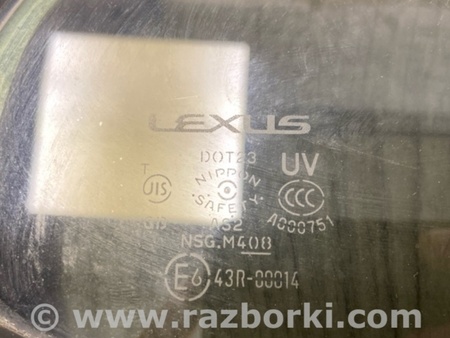 LEXUS
DOT23 UV
T JIS NIPPON SAFETY CCC
AS2 A000751
NSG.M408
E6 43R-00014
© www.razborki.com